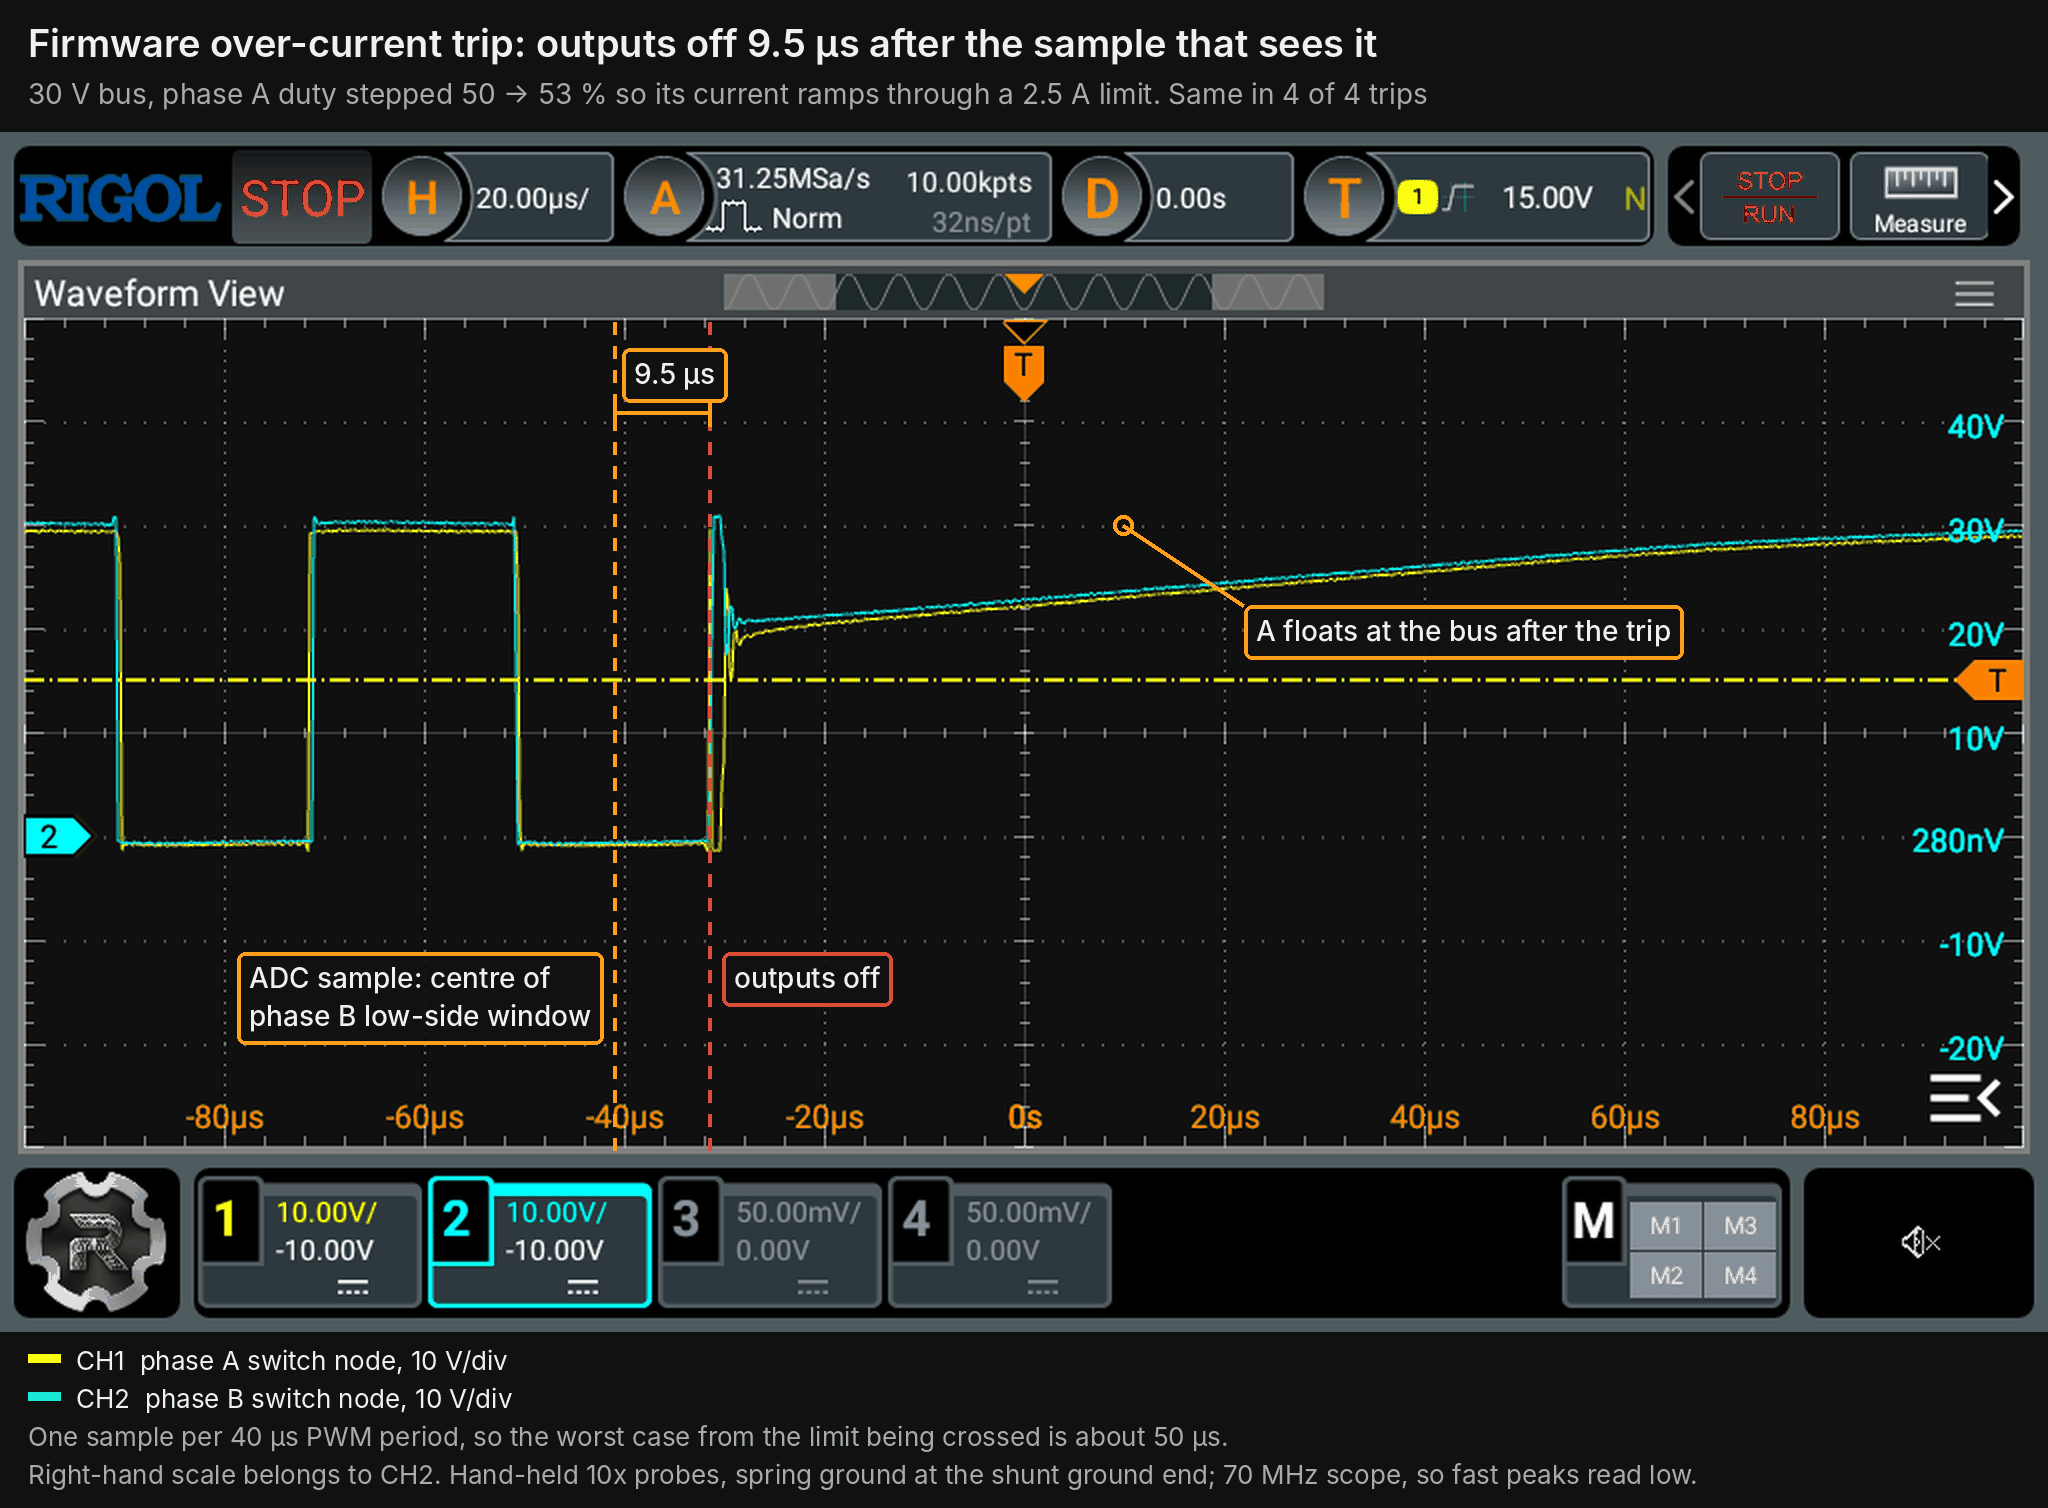 Firmware over-current trip: outputs off 9.5 µs after the sample that sees it
30 V bus, phase A duty stepped 50 → 53 % so its current ramps through a 2.5 A limit. Same in 4 of 4 trips
RIGOL STOP H 20.00µs/ A 31.25MSa/s 10.00kpts D 0.00s T 1 15.00V N STOP
Norm 32ns/pt RUN Measure
Waveform View
9.5 µs
T
40V
30V
A floats at the bus after the trip
20V
T
10V
2
280nV
-10V
ADC sample: centre of
phase B low-side window
outputs off
-20V
-80µs -60µs -40µs -20µs 0s 20µs 40µs 60µs 80µs
1 10.00V/ 2 10.00V/ 3 50.00mV/ 4 50.00mV/ M M1 M3
-10.00V -10.00V 0.00V 0.00V M2 M4
R
CH1 phase A switch node, 10 V/div
CH2 phase B switch node, 10 V/div
One sample per 40 µs PWM period, so the worst case from the limit being crossed is about 50 µs.
Right-hand scale belongs to CH2. Hand-held 10x probes, spring ground at the shunt ground end; 70 MHz scope, so fast peaks read low.